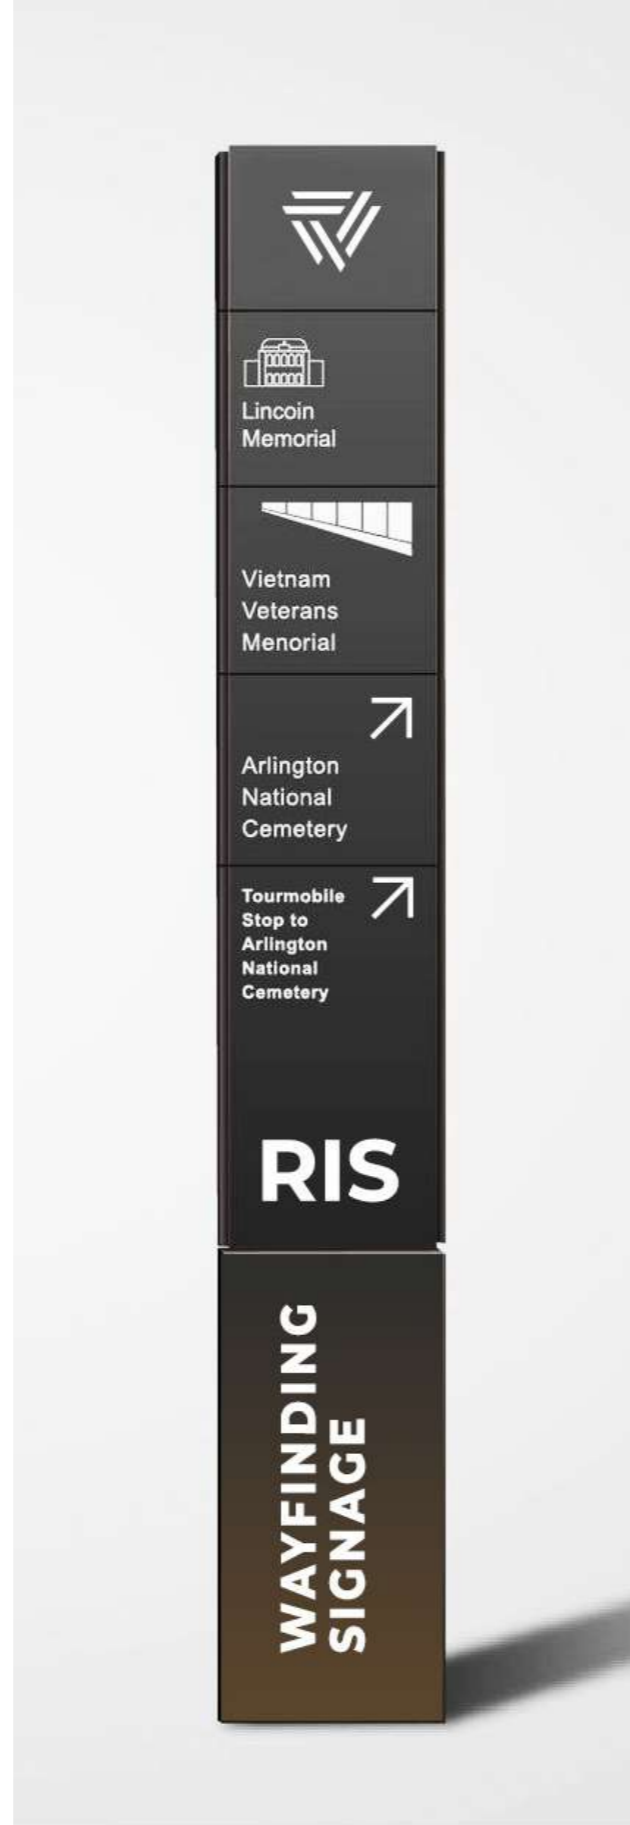 Lincoin
Memorial
Vietnam
Veterans
Menorial
Arlington
National
Cemetery
Tourmobile
Stop to
Arlington
National
Cemetery
RIS
WAYFINDING
SIGNAGE